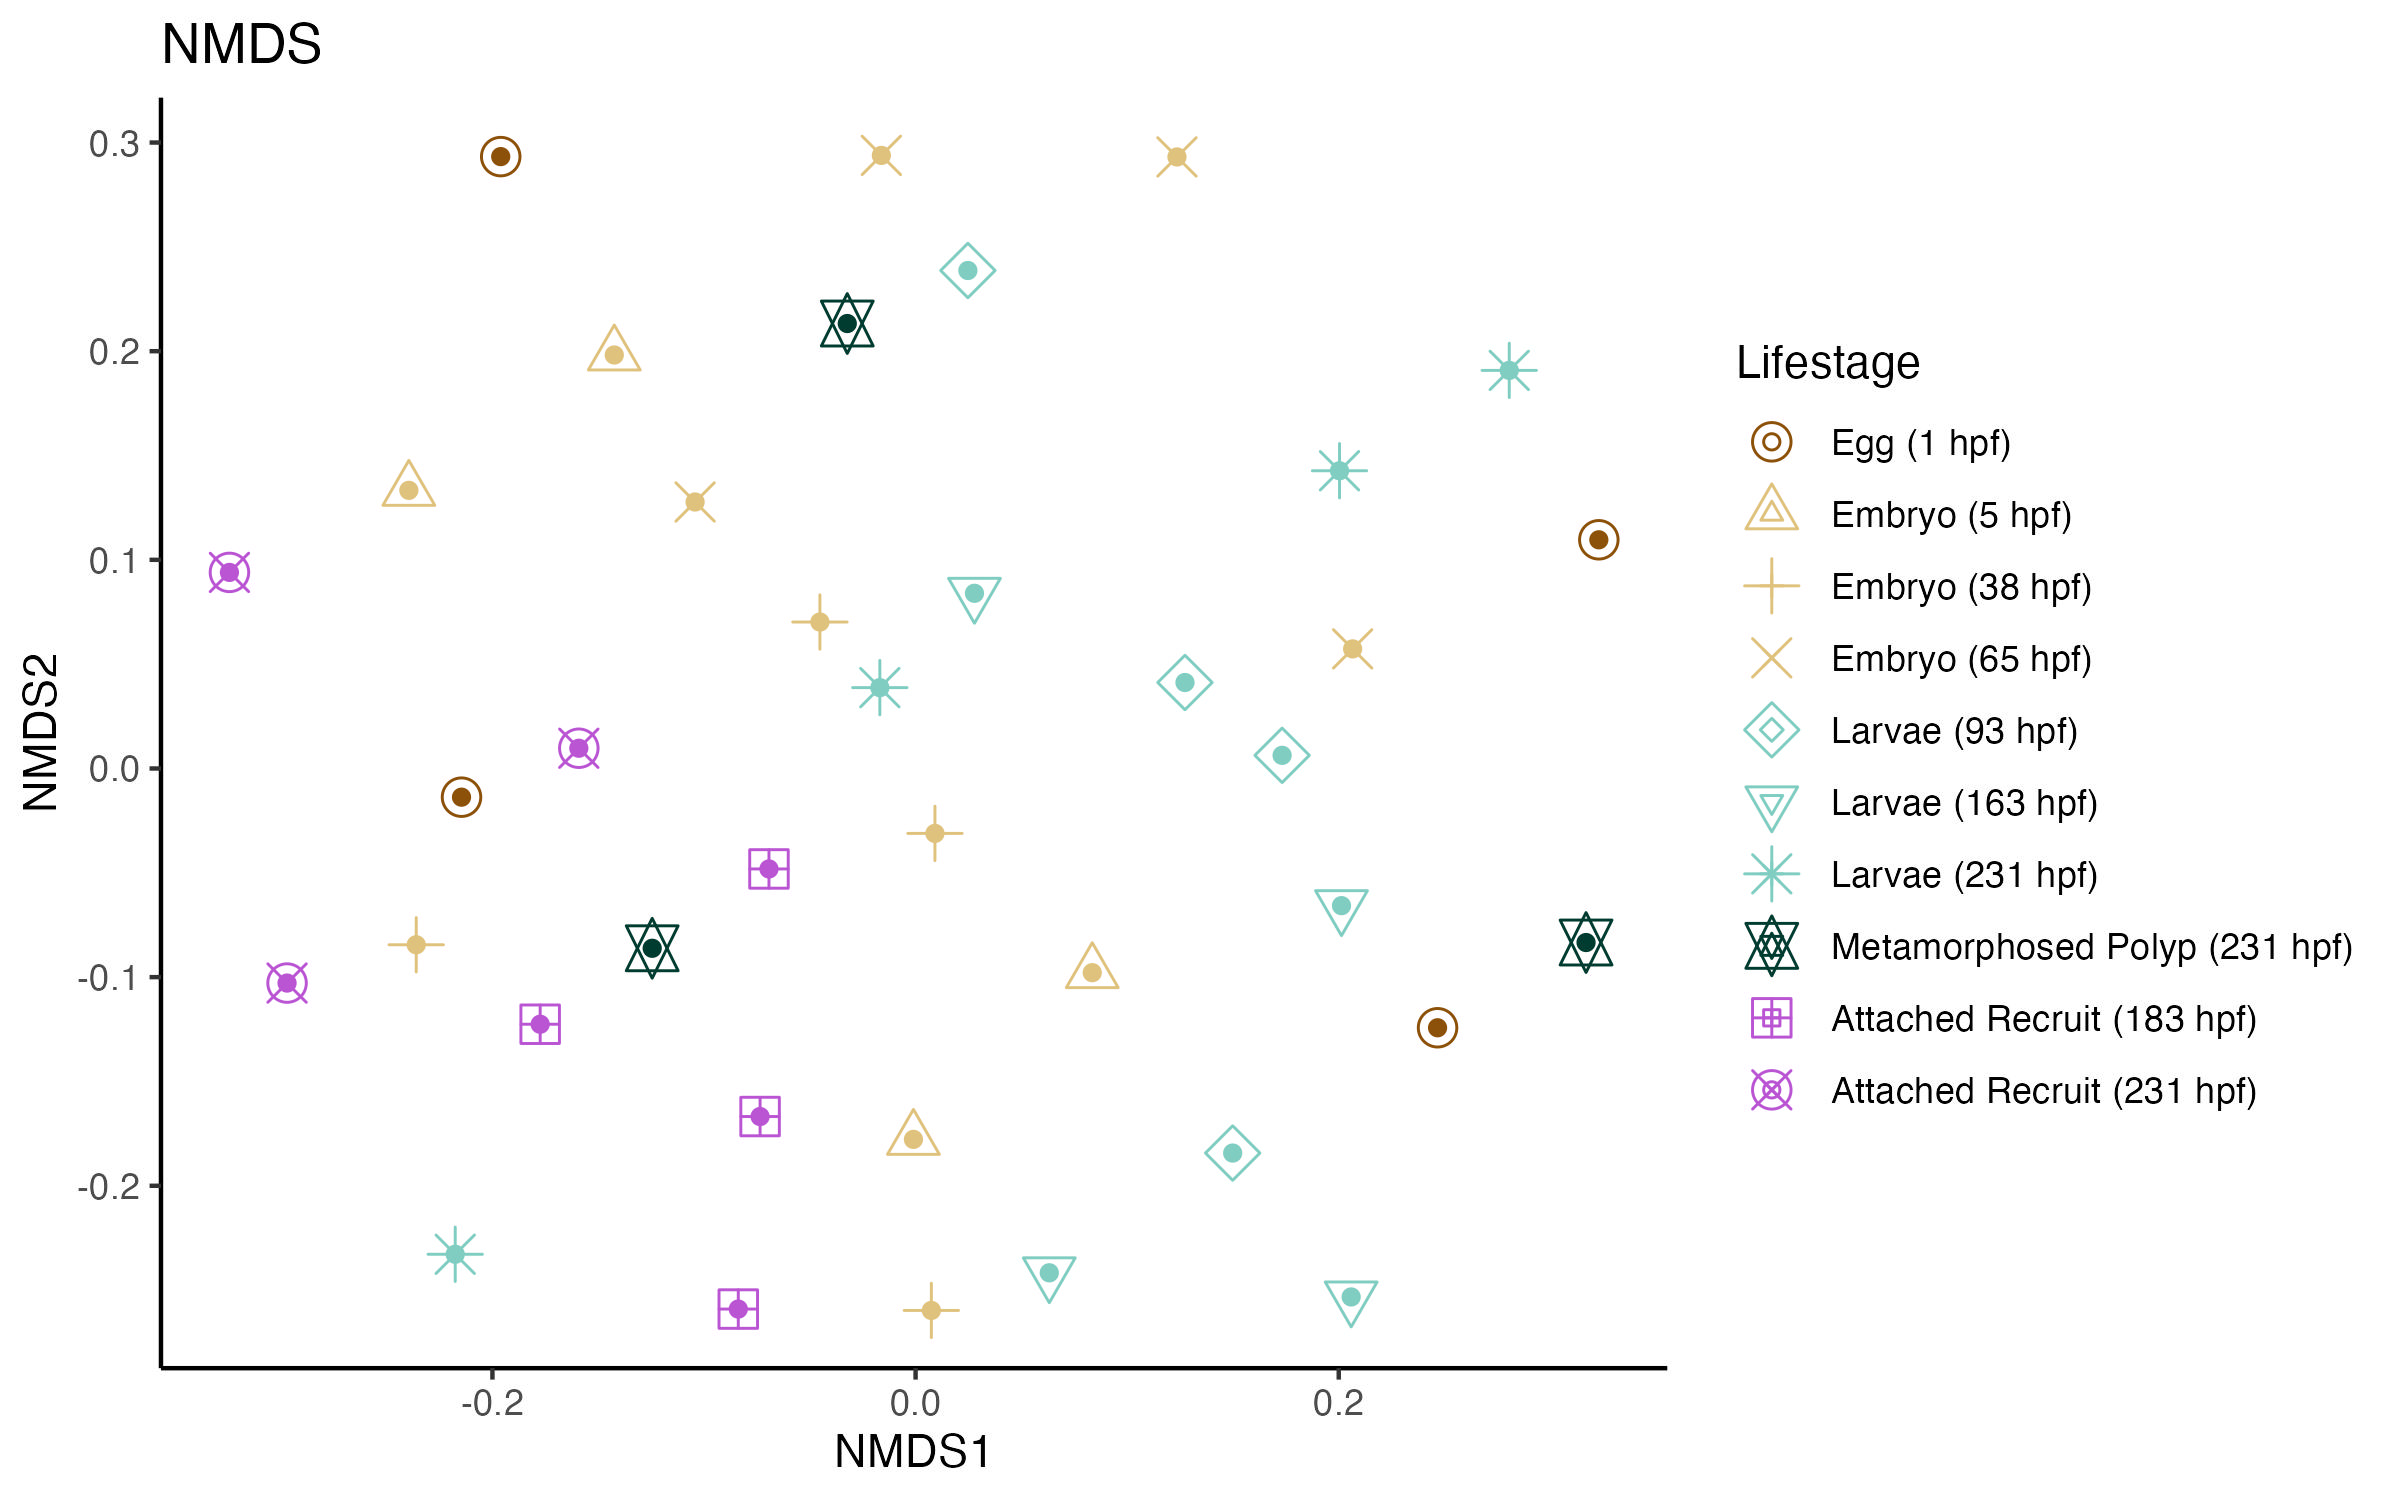 NMDS
0.3
0.2
0.1
0.0
-0.1
-0.2
NMDS2
-0.2
0.0
0.2
NMDS1
Lifestage
Egg (1 hpf)
Embryo (5 hpf)
Embryo (38 hpf)
Embryo (65 hpf)
Larvae (93 hpf)
Larvae (163 hpf)
Larvae (231 hpf)
Metamorphosed Polyp (231 hpf)
Attached Recruit (183 hpf)
Attached Recruit (231 hpf)